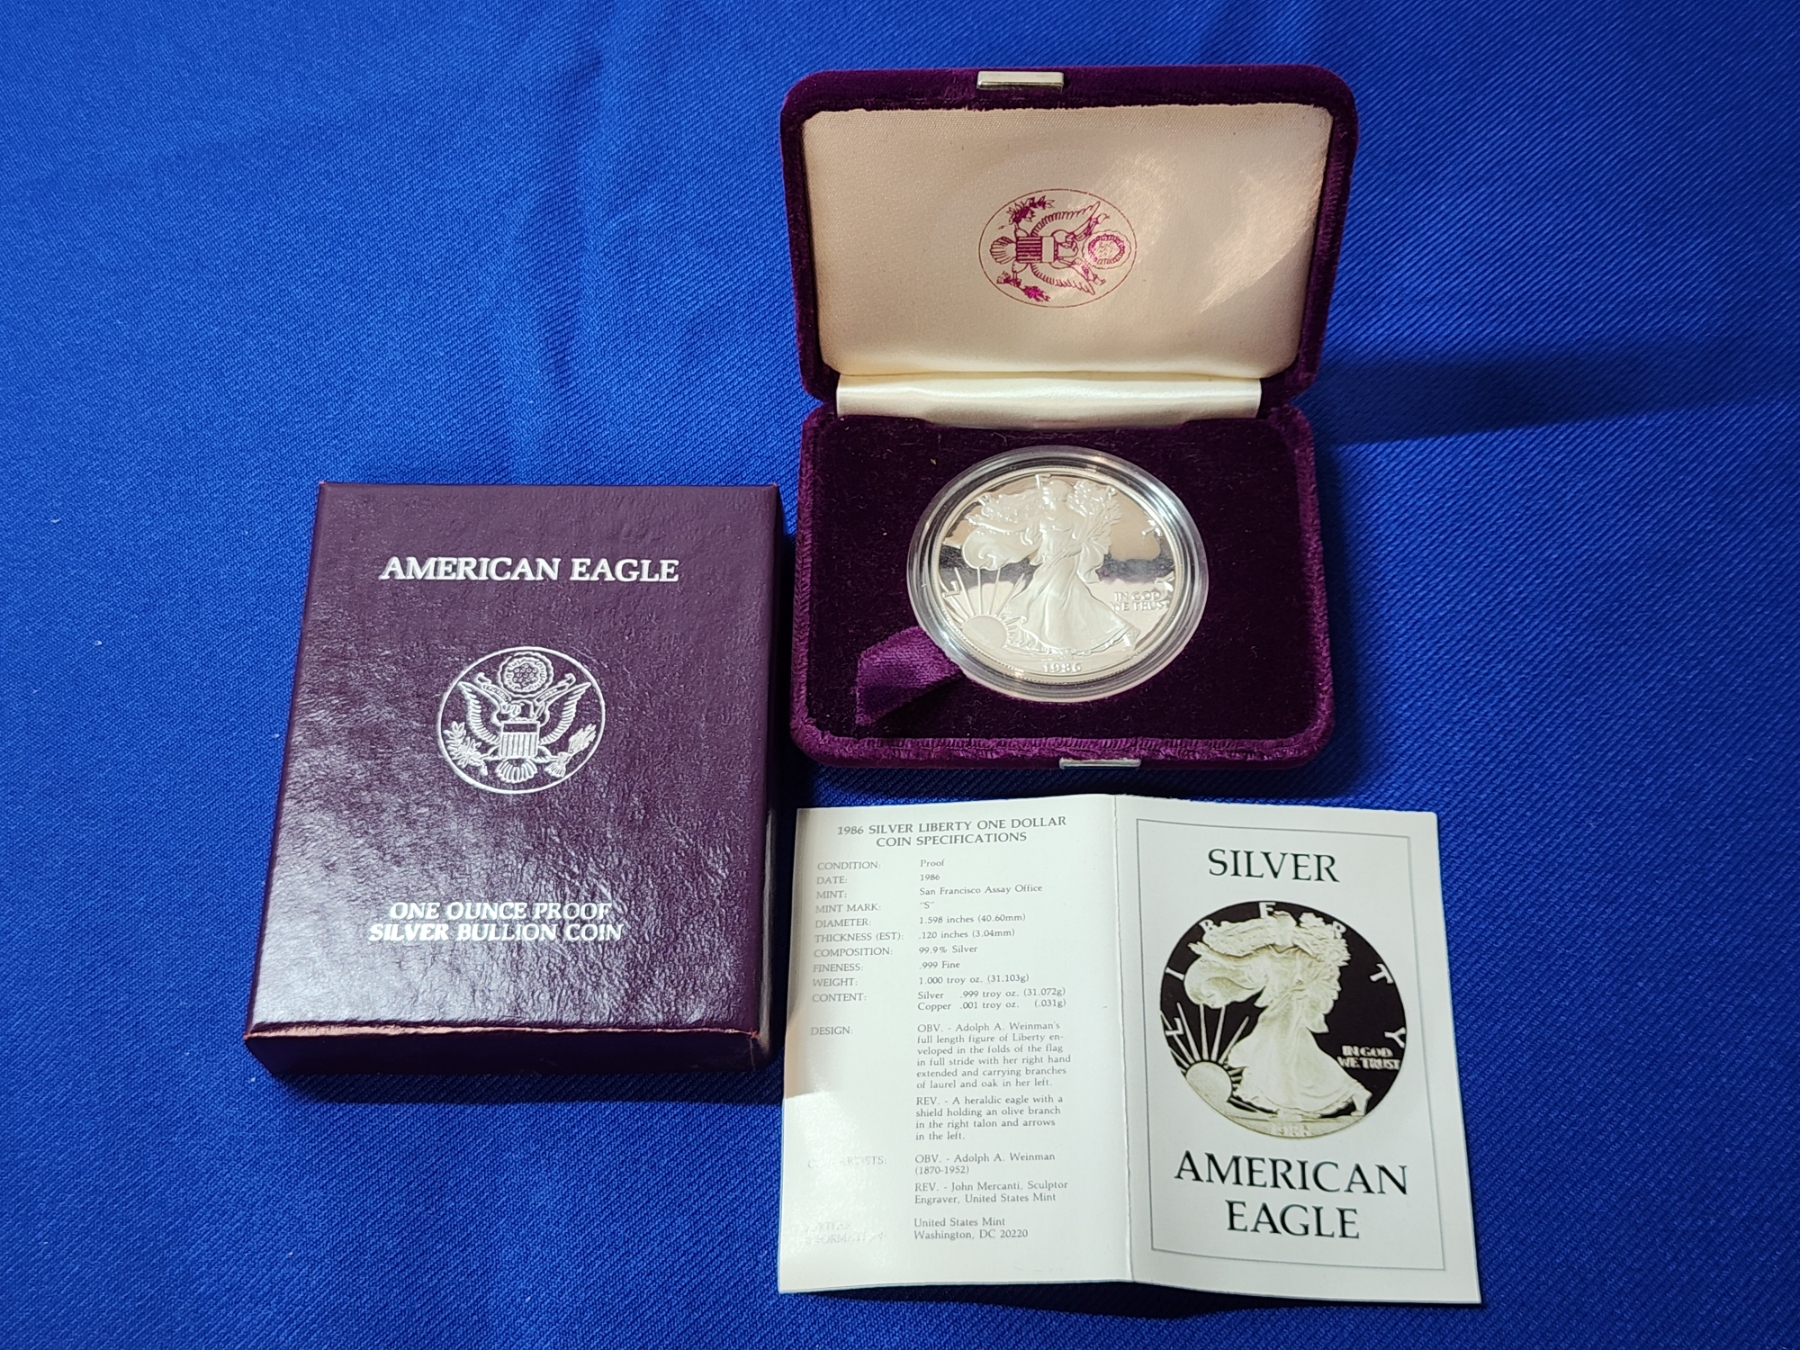 AMERICAN EAGLE
ONE OUNCE PROOF
SILVER BULLION COIN
LIBERTY
IN GOD
WE TRUST
1986
1986 SILVER LIBERTY ONE DOLLAR
COIN SPECIFICATIONS
CONDITION: Proof
DATE: 1986
MINT: San Francisco Assay Office
MINT MARK: "S"
DIAMETER: 1.598 inches (40.60mm)
THICKNESS (EST): .120 inches (3.04mm)
COMPOSITION: 99.9% Silver
FINENESS: .999 Fine
WEIGHT: 1.000 troy oz. (31.103g)
CONTENT: Silver .999 troy oz. (31.072g)
Copper .001 troy oz. (.031g)
DESIGN: OBV. - Adolph A. Weinman's
full length figure of Liberty en-
veloped in the folds of the flag
in full stride with her right hand
extended and carrying branches
of laurel and oak in her left.
REV. - A heraldic eagle with a
shield holding an olive branch
in the right talon and arrows
in the left.
OBV. - Adolph A. Weinman
(1870-1952)
REV. - John Mercanti, Sculptor
Engraver, United States Mint
United States Mint
Washington, DC 20220
SILVER
LIBERTY
IN GOD
WE TRUST
AMERICAN
EAGLE